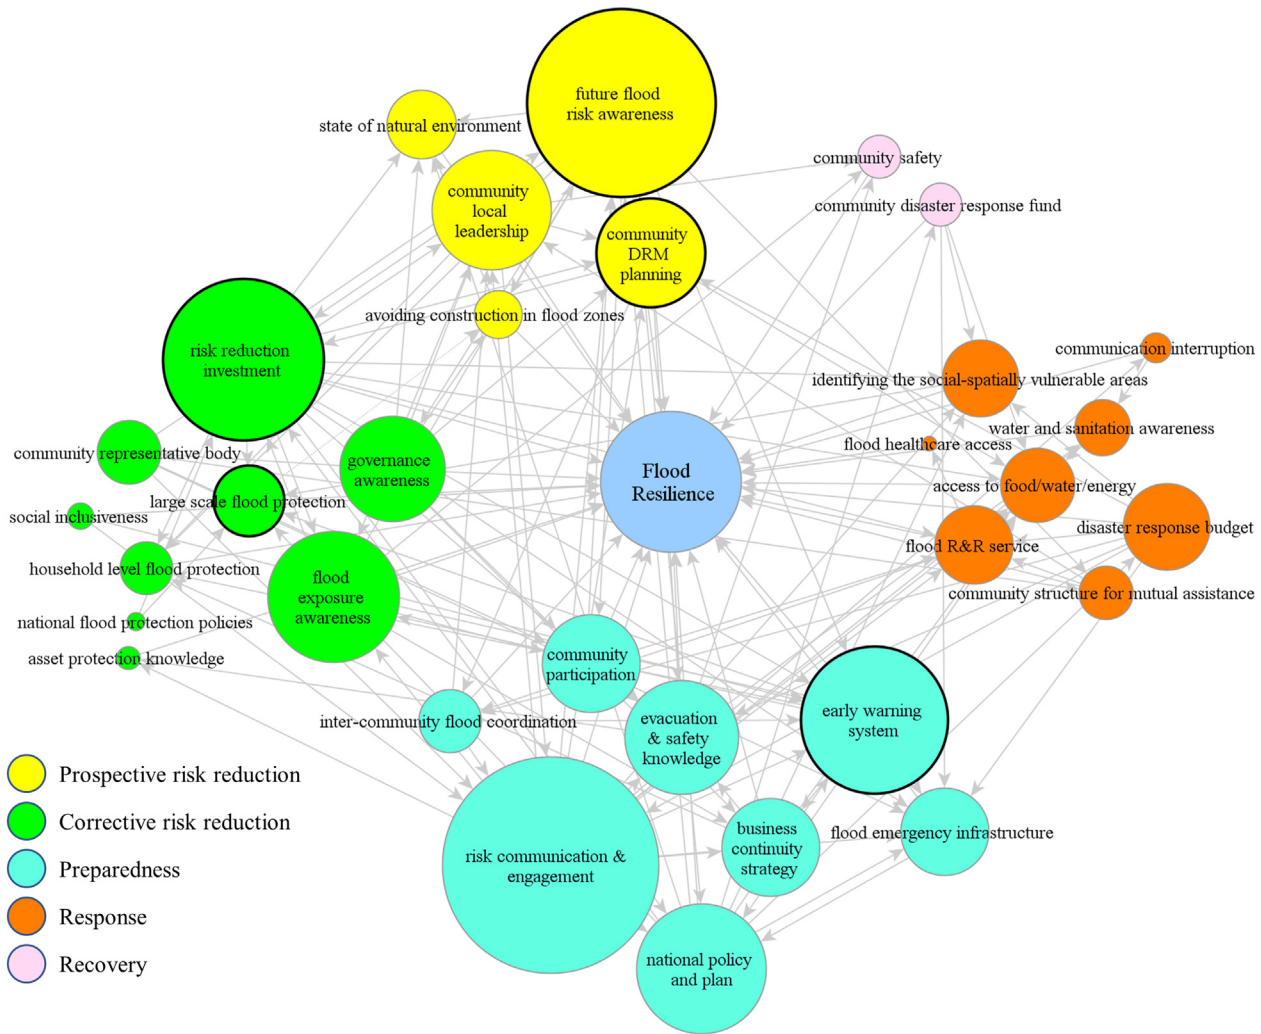 future flood
risk awareness
state of natural environment
community safety
community
local
leadership
community disaster response fund
community
DRM
planning
avoiding construction in flood zones
risk reduction
investment
communication interruption
identifying the social-spatially vulnerable areas
water and sanitation awareness
flood healthcare access
community representative body
governance
awareness
Flood
Resilience
access to food/water/energy
large scale flood protection
social inclusiveness
disaster response budget
flood R&R service
household level flood protection
flood
exposure
awareness
community structure for mutual assistance
national flood protection policies
asset protection knowledge
community
participation
inter-community flood coordination
evacuation
& safety
knowledge
early warning
system
business
continuity
strategy
flood emergency infrastructure
risk communication &
engagement
national policy
and plan
Prospective risk reduction
Corrective risk reduction
Preparedness
Response
Recovery